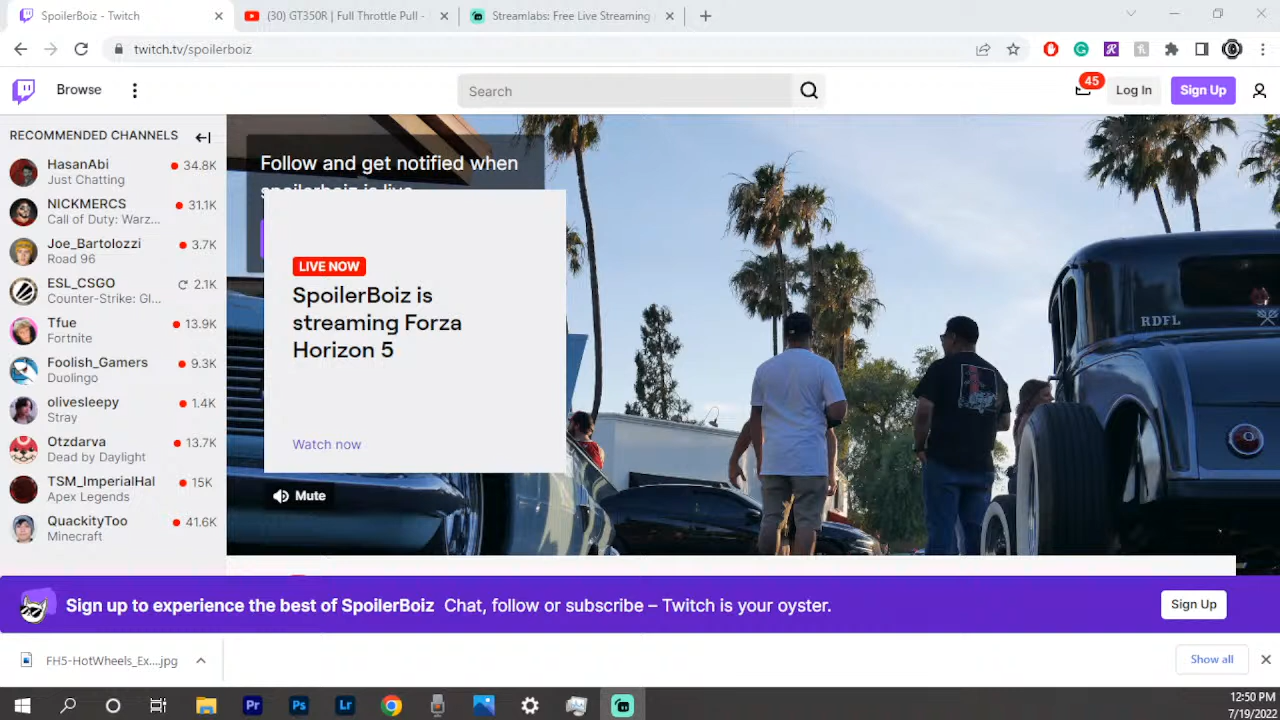 SpoilerBoiz - Twitch
(30) GT350R | Full Throttle Pull -
Streamlabs: Free Live Streaming
twitch.tv/spoilerboiz
Browse
Search
45
Log In
Sign Up
RECOMMENDED CHANNELS
HasanAbi
34.8K
Just Chatting
NICKMERCS
31.1K
Call of Duty: Warz...
Joe_Bartolozzi
3.7K
Road 96
ESL_CSGO
2.1K
Counter-Strike: Gl...
Tfue
13.9K
Fortnite
Foolish_Gamers
9.3K
Duolingo
olivesleepy
1.4K
Stray
Otzdarva
13.7K
Dead by Daylight
TSM_ImperialHal
15K
Apex Legends
QuackityToo
41.6K
Minecraft
Follow and get notified when
spoilerboiz is live
LIVE NOW
SpoilerBoiz is
streaming Forza
Horizon 5
Watch now
Mute
RDFL
Sign up to experience the best of SpoilerBoiz Chat, follow or subscribe – Twitch is your oyster.
Sign Up
FH5-HotWheels_Ex....jpg
Show all
Pr
Ps
Lr
12:50 PM
7/19/2022